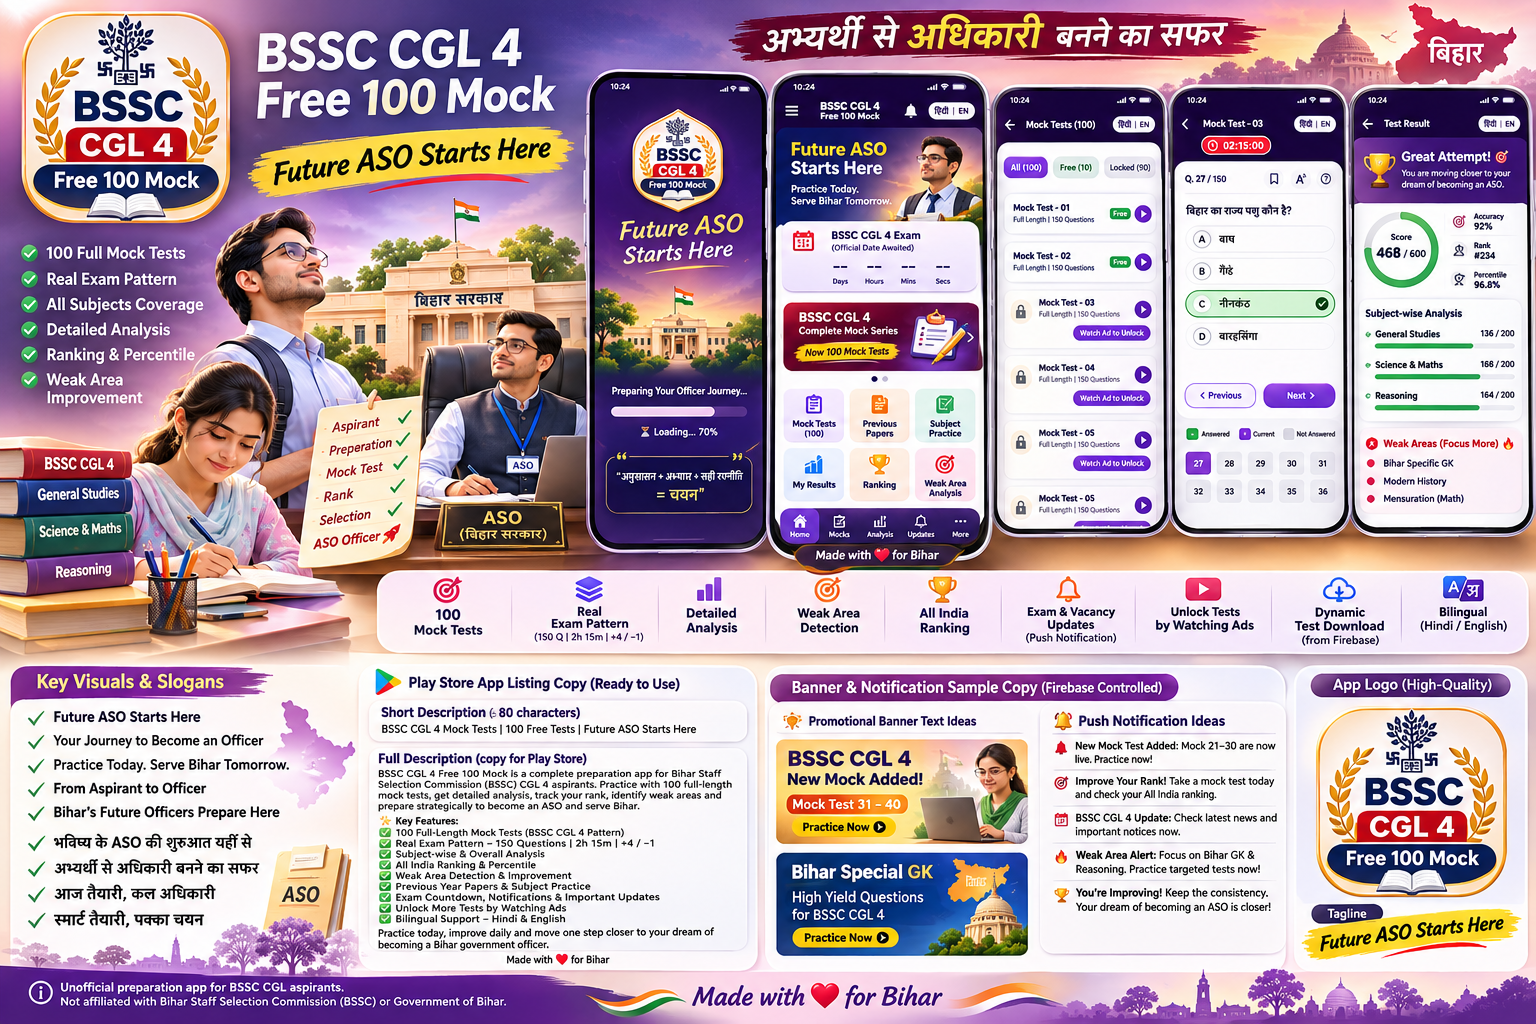 BSSC
CGL 4
Free 100 Mock
BSSC CGL 4
Free 100 Mock
Future ASO Starts Here
100 Full Mock Tests
Real Exam Pattern
All Subjects Coverage
Detailed Analysis
Ranking & Percentile
Weak Area
Improvement
बिहार सरकार
Aspirant
Preperation
Mock Test
Rank
Selection
ASO Officer
ASO
ASO
(बिहार सरकार)
BSSC CGL 4
General Studies
Science & Maths
Reasoning
अभ्यर्थी से अधिकारी बनने का सफर
बिहार
10:24
BSSC
CGL 4
Free 100 Mock
Future ASO
Starts Here
Preparing Your Officer Journey...
Loading... 70%
= चयन"
10:24
BSSC CGL 4
Free 100 Mock
हिंदी | EN
Future ASO
Starts Here
Practice Today.
Serve Bihar Tomorrow.
BSSC CGL 4 Exam
(Official Date Awaited)
-- -- -- --
Days Hours Mins Secs
BSSC CGL 4
Complete Mock Series
Now 100 Mock Tests
Mock Tests
(100)
Previous
Papers
Subject
Practice
My Results
Ranking
Weak Area
Analysis
Home Mocks Analysis Updates More
Made with ❤ for Bihar
10:24
Mock Tests (100)
हिंदी | EN
All (100) Free (10) Locked (90)
Mock Test - 01
Full Length | 150 Questions
Free
Mock Test - 02
Full Length | 150 Questions
Free
Mock Test - 03
Full Length | 150 Questions
Watch Ad to Unlock
Mock Test - 04
Full Length | 150 Questions
Watch Ad to Unlock
Mock Test - 05
Full Length | 150 Questions
Watch Ad to Unlock
Mock Test - 05
Full Length | 150 Questions
10:24
Mock Test - 03
हिंदी | EN
02:15:00
Q. 27 / 150
बिहार का राज्य पशु कौन है?
A बाघ
B
C नीनकंठ
D बारहसिंगा
< Previous
Next >
Answered Current Not Answered
27 28 29 30 31
32 33 34 35 36
10:24
Test Result
हिंदी | EN
Great Attempt!
You are moving closer to your
dream of becoming an ASO.
Score
468 / 600
Accuracy
92%
Rank
#234
Percentile
96.8%
Subject-wise Analysis
General Studies 136 / 200
Science & Maths 166 / 200
Reasoning 164 / 200
Weak Areas (Focus More)
Bihar Specific GK
Modern History
Mensuration (Math)
100
Mock Tests
Real
Exam Pattern
(150 Q | 2h 15m | +4 / −1)
Detailed
Analysis
Weak Area
Detection
All India
Ranking
Exam & Vacancy
Updates
(Push Notification)
Unlock Tests
by Watching Ads
Dynamic
Test Download
(from Firebase)
A अ
Bilingual
(Hindi / English)
Key Visuals & Slogans
Future ASO Starts Here
Your Journey to Become an Officer
Practice Today. Serve Bihar Tomorrow.
From Aspirant to Officer
Bihar's Future Officers Prepare Here
भविष्य के ASO की शुरुआत यहीं से
अभ्यर्थी से अधिकारी बनने का सफर
आज तैयारी, कल अधिकारी
स्मार्ट तैयारी, पक्का चयन
ASO
Play Store App Listing Copy (Ready to Use)
Short Description (≤ 80 characters)
BSSC CGL 4 Mock Tests | 100 Free Tests | Future ASO Starts Here
Full Description (copy for Play Store)
BSSC CGL 4 Free 100 Mock is a complete preparation app for Bihar Staff
Selection Commission (BSSC) CGL 4 aspirants. Practice with 100 full-length
mock tests, get detailed analysis, track your rank, identify weak areas and
prepare strategically to become an ASO and serve Bihar.
Key Features:
100 Full-Length Mock Tests (BSSC CGL 4 Pattern)
Real Exam Pattern – 150 Questions | 2h 15m | +4 / −1
Subject-wise & Overall Analysis
All India Ranking & Percentile
Weak Area Detection & Improvement
Previous Year Papers & Subject Practice
Exam Countdown, Notifications & Important Updates
Unlock More Tests by Watching Ads
Bilingual Support – Hindi & English
Practice today, improve daily and move one step closer to your dream of
becoming a Bihar government officer.
Made with ❤ for Bihar
Banner & Notification Sample Copy (Firebase Controlled)
Promotional Banner Text Ideas
BSSC CGL 4
New Mock Added!
Mock Test 31 – 40
Practice Now
Bihar Special GK
High Yield Questions
for BSSC CGL 4
Practice Now
Push Notification Ideas
New Mock Test Added: Mock 21–30 are now
live. Practice now!
Improve Your Rank! Take a mock test today
and check your All India ranking.
BSSC CGL 4 Update: Check latest news and
important notices now.
Weak Area Alert: Focus on Bihar GK &
Reasoning. Practice targeted tests now!
You're Improving! Keep the consistency.
Your dream of becoming an ASO is closer!
App Logo (High-Quality)
BSSC
CGL 4
Free 100 Mock
Tagline
Future ASO Starts Here
Unofficial preparation app for BSSC CGL aspirants.
Not affiliated with Bihar Staff Selection Commission (BSSC) or Government of Bihar.
Made with ❤ for Bihar